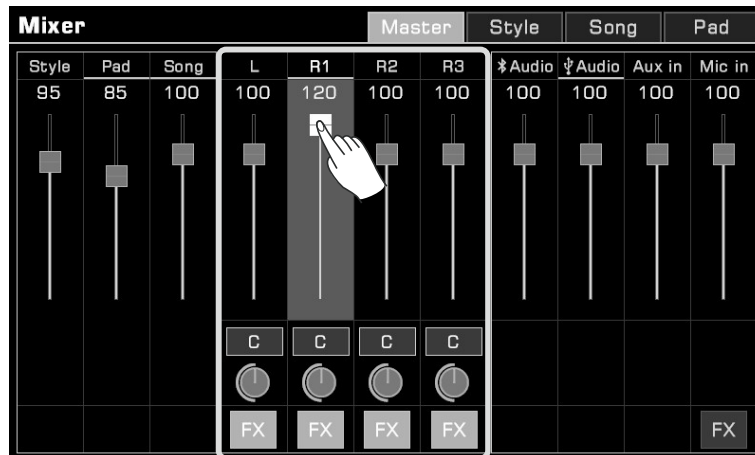 Mixer Master Style Song Pad
Style Pad Song L R1 R2 R3 Audio Audio Aux in Mic in
95 85 100 100 120 100 100 100 100 100 100
C C C C
FX FX FX FX FX